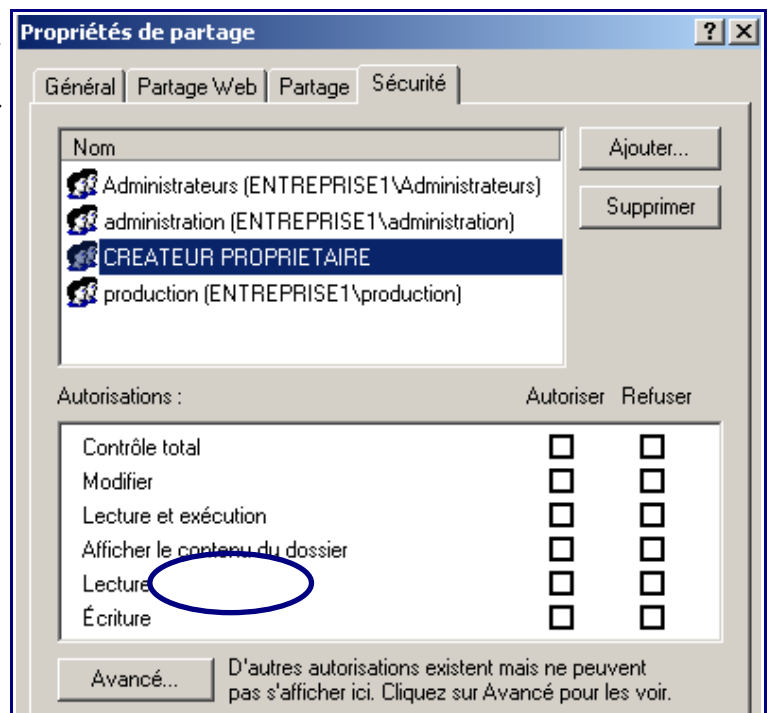 Propriétés de partage
Général Partage Web Partage Sécurité
Nom
Ajouter...
Administrateurs (ENTREPRISE1\Administrateurs)
administration (ENTREPRISE1\administration)
Supprimer
CREATEUR PROPRIETAIRE
production (ENTREPRISE1\production)
Autorisations : Autoriser Refuser
Contrôle total
Modifier
Lecture et exécution
Afficher le contenu du dossier
Lecture
Écriture
Avancé...
D'autres autorisations existent mais ne peuvent
pas s'afficher ici. Cliquez sur Avancé pour les voir.